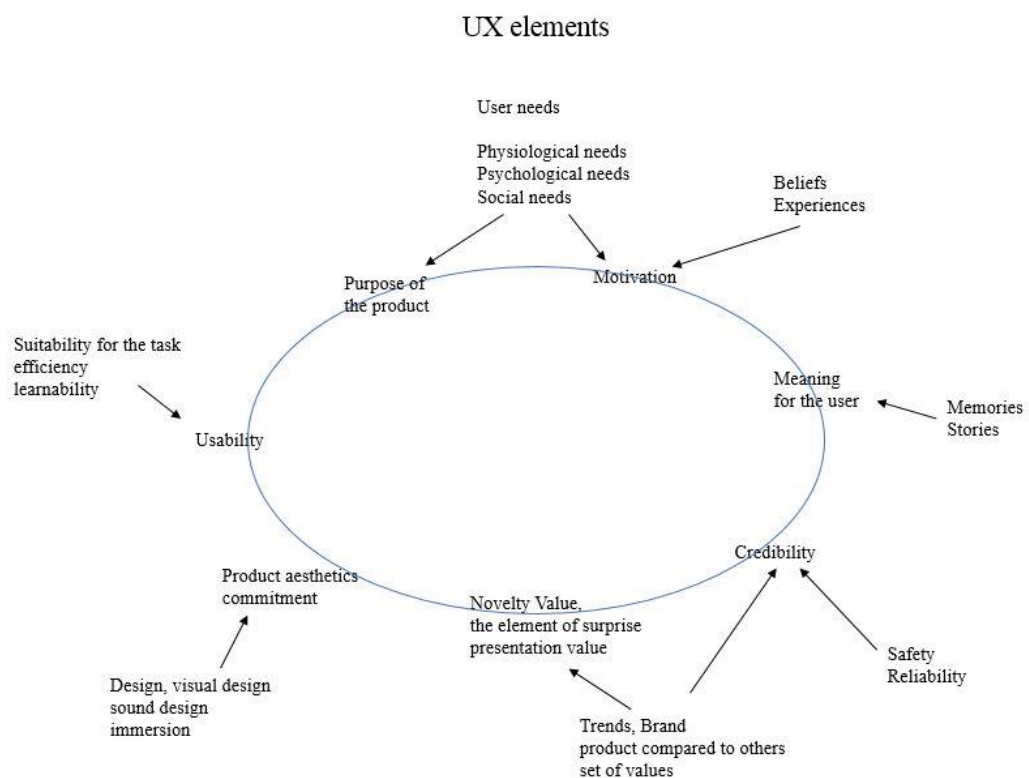 UX elements
User needs
Physiological needs
Psychological needs
Social needs
Beliefs
Experiences
Purpose of
the product
Motivation
Suitability for the task
efficiency
learnability
Meaning
for the user
Memories
Stories
Usability
Credibility
Product aesthetics
commitment
Novelty Value,
the element of surprise
presentation value
Safety
Reliability
Design, visual design
sound design
immersion
Trends, Brand
product compared to others
set of values